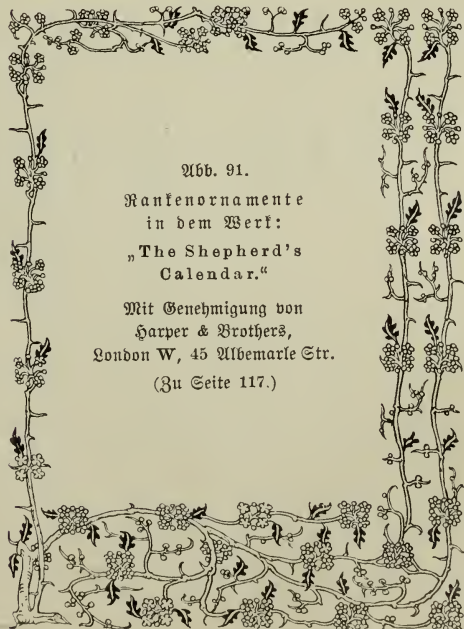 Abb. 91.
Rankenornamente
in dem Werk:
„The Shepherd's
Calendar.“
Mit Genehmigung von
Harper & Brothers,
London W, 45 Albemarle Str.
(Zu Seite 117.)